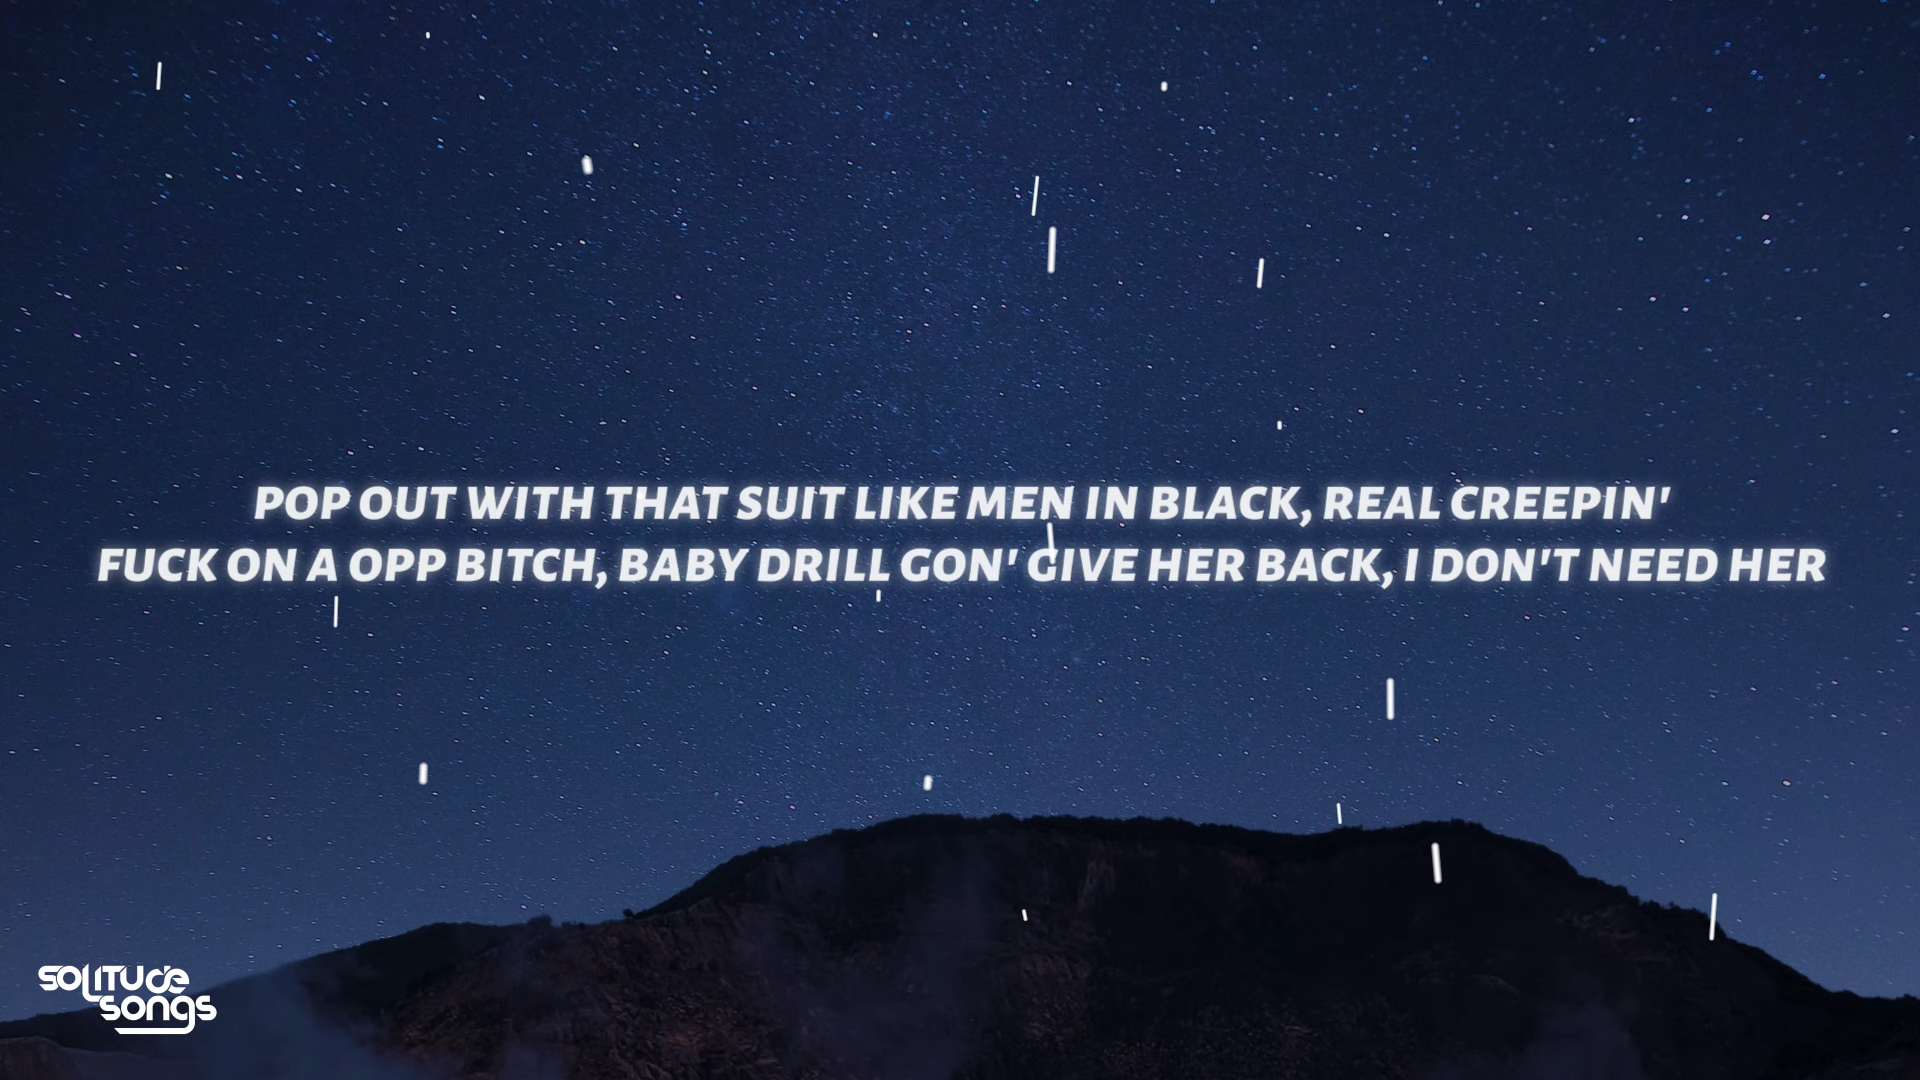 POP OUT WITH THAT SUIT LIKE MEN IN BLACK, REAL CREEPIN'
FUCK ON A OPP BITCH, BABY DRILL GON' GIVE HER BACK, I DON'T NEED HER
SOLITUDE
SONGS